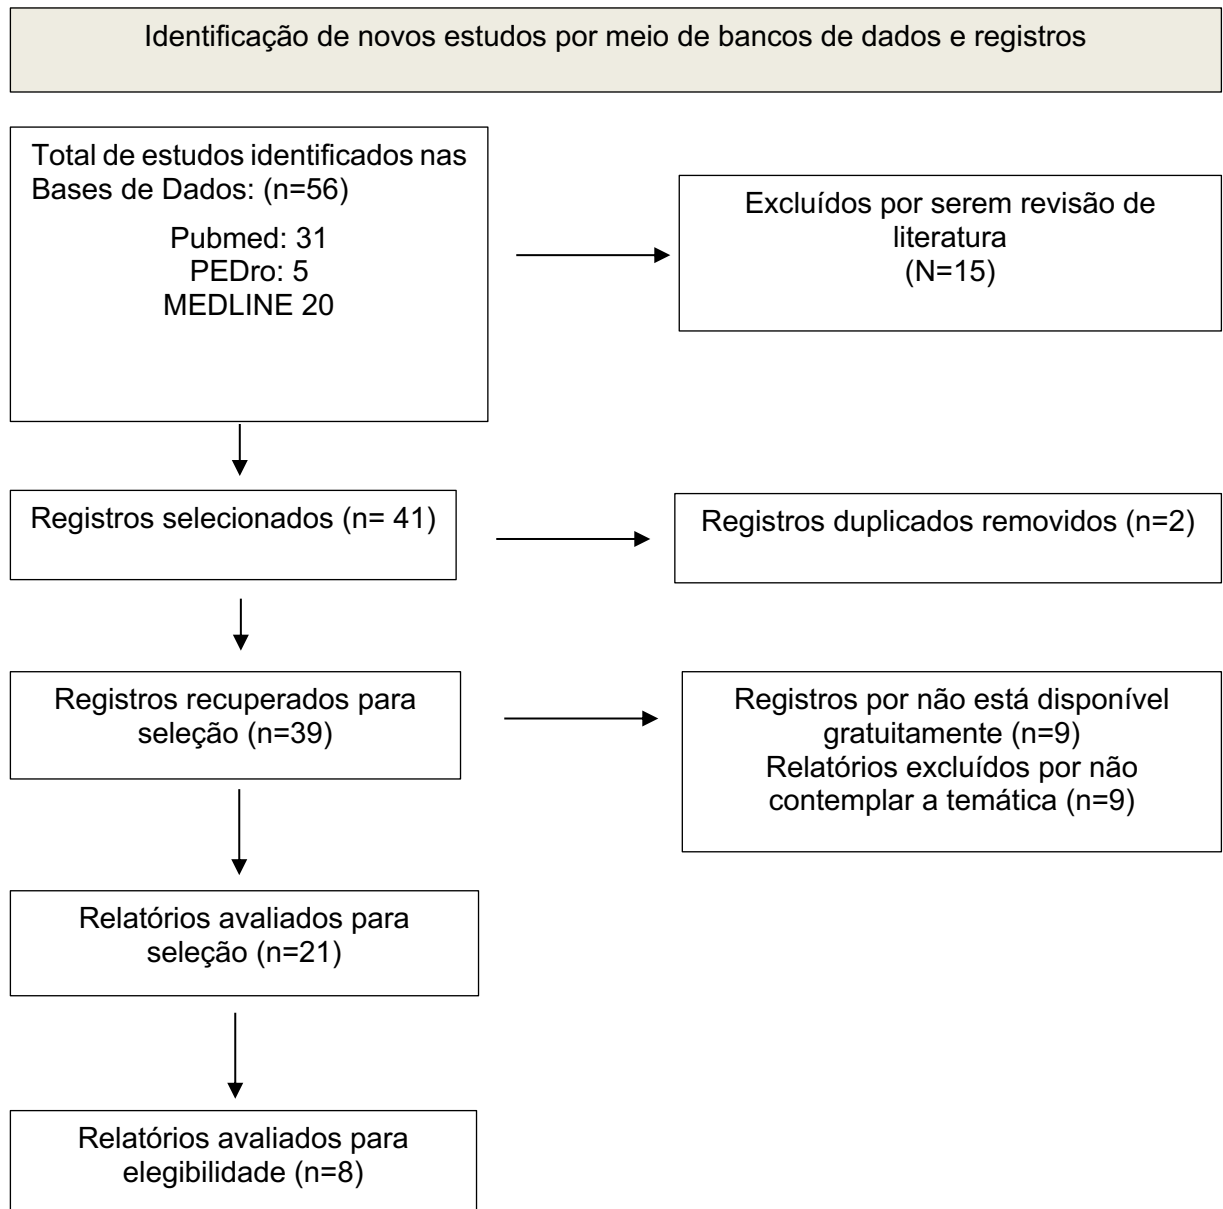 Identificação de novos estudos por meio de bancos de dados e registros
Total de estudos identificados nas
Bases de Dados: (n=56)
Pubmed: 31
PEDro: 5
MEDLINE 20
Excluídos por serem revisão de
literatura
(N=15)
Registros selecionados (n= 41)
Registros duplicados removidos (n=2)
Registros recuperados para
seleção (n=39)
Registros por não está disponível
gratuitamente (n=9)
Relatórios excluídos por não
contemplar a temática (n=9)
Relatórios avaliados para
seleção (n=21)
Relatórios avaliados para
elegibilidade (n=8)